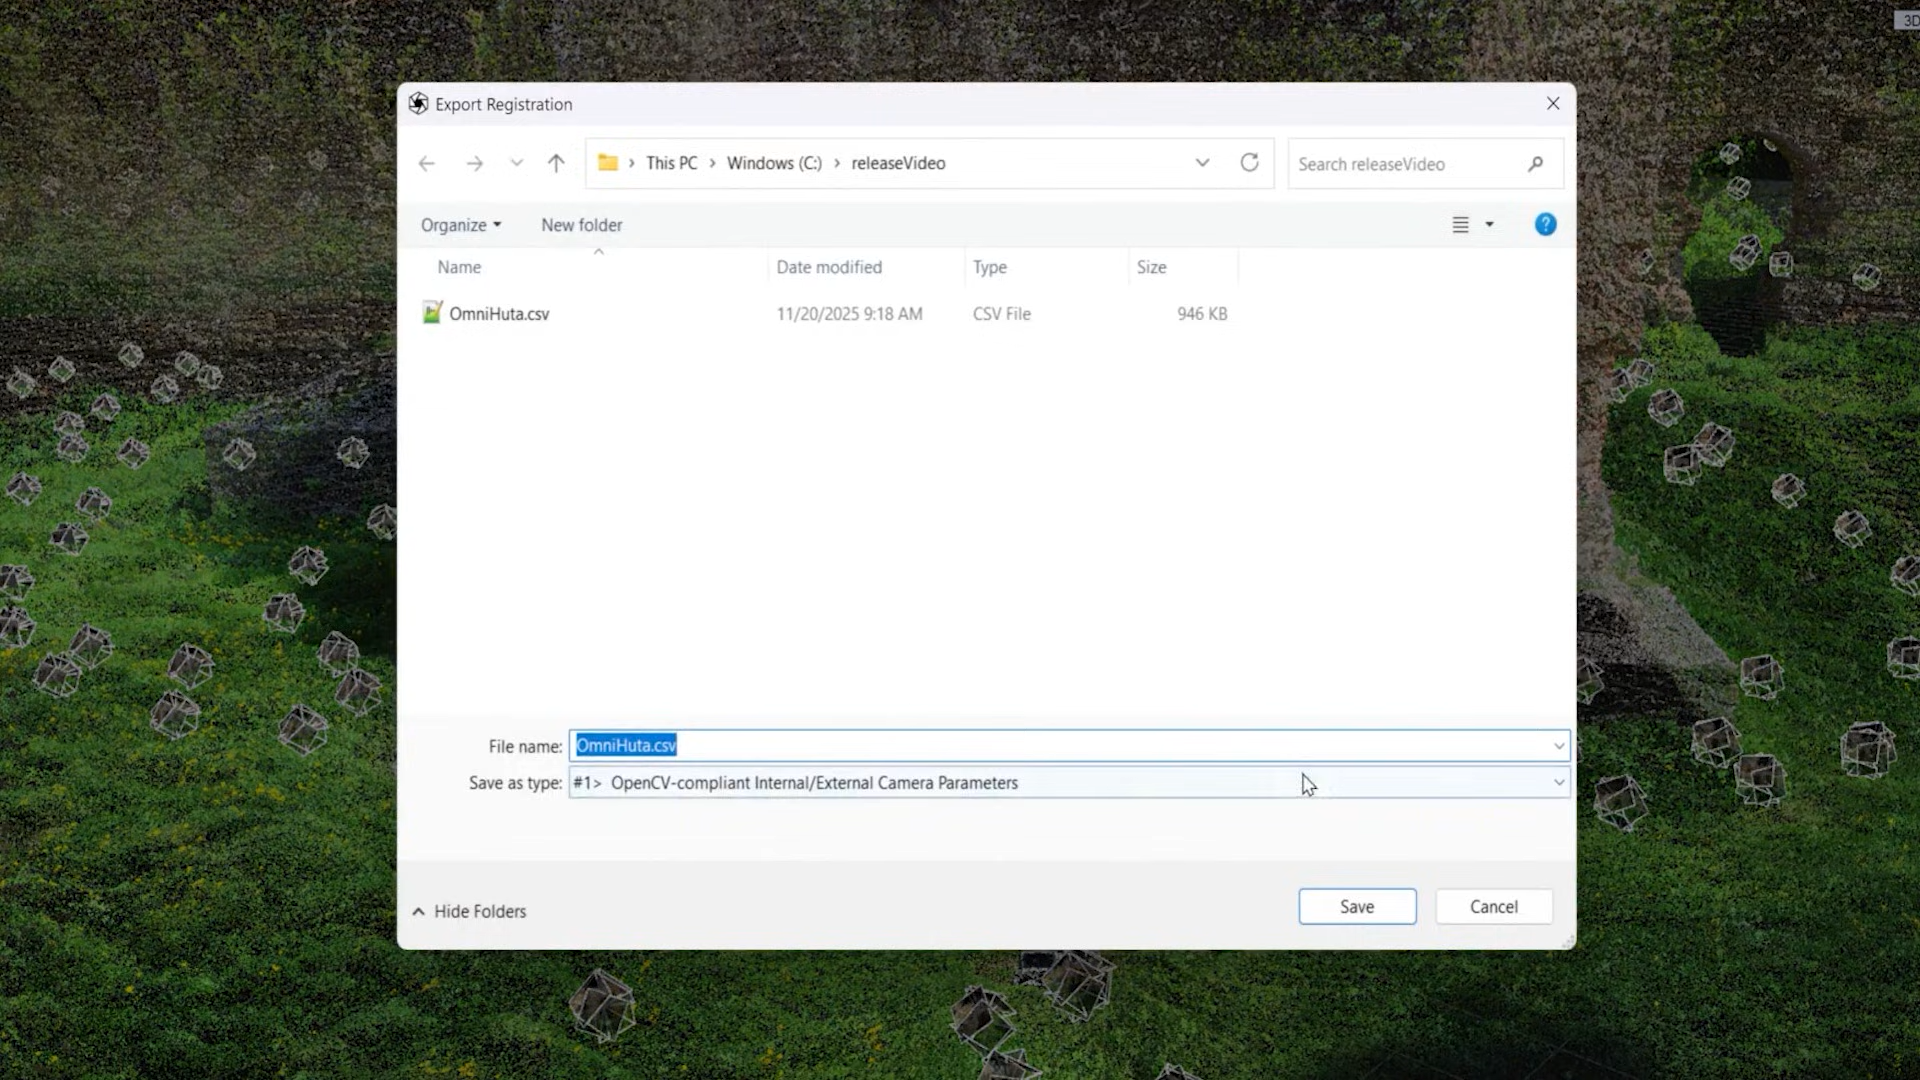 3D
Export Registration
This PC > Windows (C:) > releaseVideo
Search releaseVideo
Organize
New folder
?
Name
Date modified
Type
Size
OmniHuta.csv
11/20/2025 9:18 AM
CSV File
946 KB
File name: OmniHuta.csv
Save as type: #1> OpenCV-compliant Internal/External Camera Parameters
Hide Folders
Save
Cancel